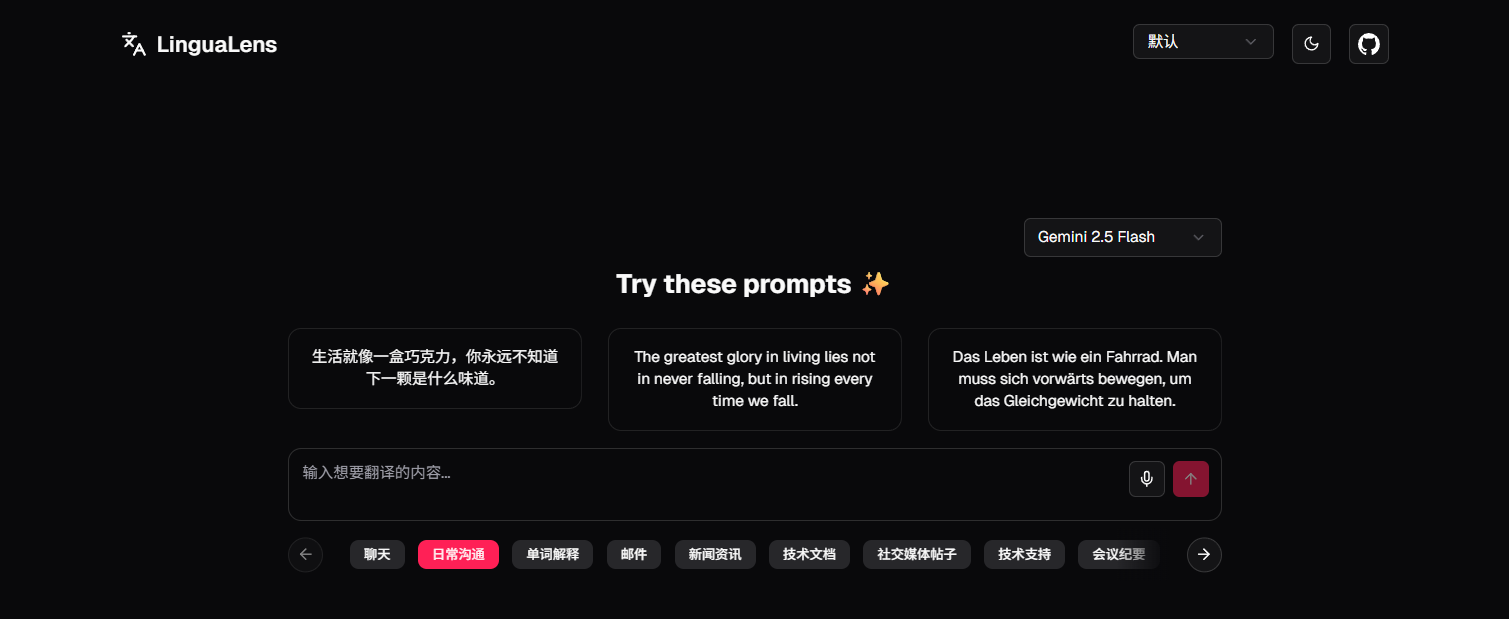 LinguaLens
默认
Gemini 2.5 Flash
Try these prompts ✨
生活就像一盒巧克力，你永远不知道
下一颗是什么味道。
The greatest glory in living lies not
in never falling, but in rising every
time we fall.
Das Leben ist wie ein Fahrrad. Man
muss sich vorwärts bewegen, um
das Gleichgewicht zu halten.
输入想要翻译的内容...
聊天 日常沟通 单词解释 邮件 新闻资讯 技术文档 社交媒体帖子 技术支持 会议纪要